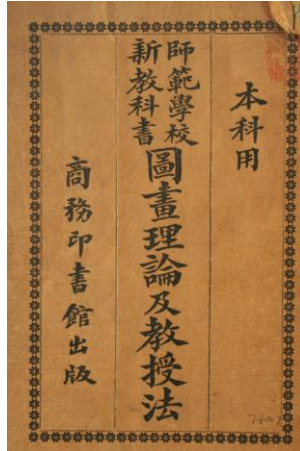 本科用
師範學校
新教科書
圖畫理論及教授法
商務印書館出版